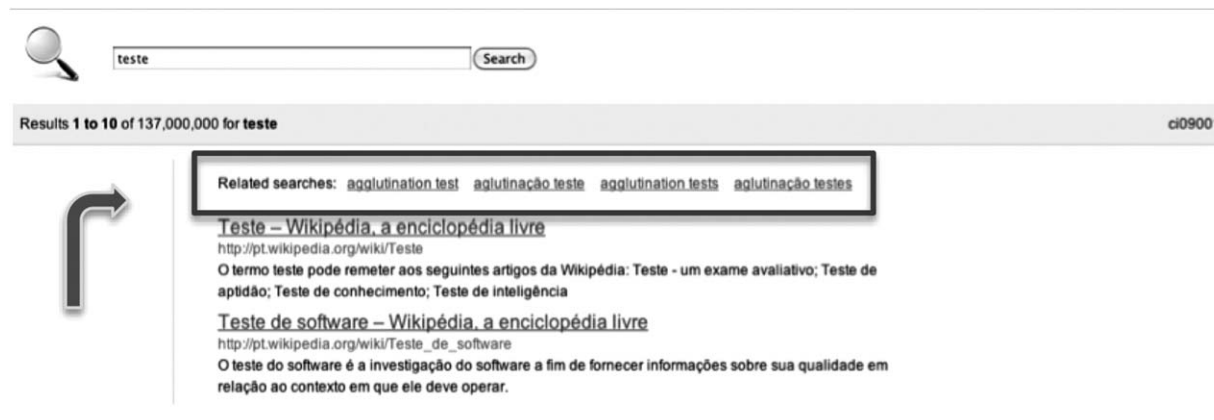 teste Search
Results 1 to 10 of 137,000,000 for teste ci0900
Related searches: agglutination test aglutinação teste agglutination tests aglutinação testes
Teste – Wikipédia, a enciclopédia livre
http://pt.wikipedia.org/wiki/Teste
O termo teste pode remeter aos seguintes artigos da Wikipédia: Teste - um exame avaliativo; Teste de
aptidão; Teste de conhecimento; Teste de inteligência
Teste de software – Wikipédia, a enciclopédia livre
http://pt.wikipedia.org/wiki/Teste_de_software
O teste do software é a investigação do software a fim de fornecer informações sobre sua qualidade em
relação ao contexto em que ele deve operar.